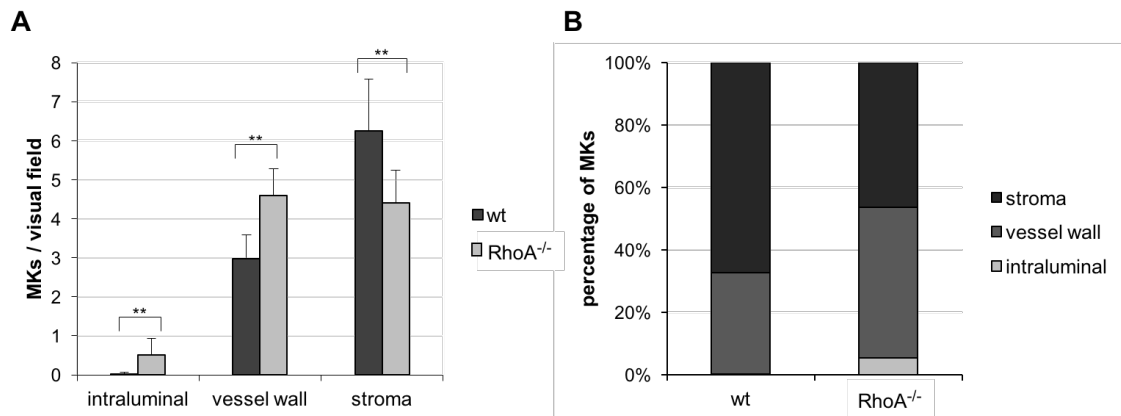 A
MKs / visual field
8
7
6
5
4
3
2
1
0
**
**
**
intraluminal
vessel wall
stroma
wt
RhoA-/-
B
percentage of MKs
100%
80%
60%
40%
20%
0%
wt
RhoA-/-
stroma
vessel wall
intraluminal